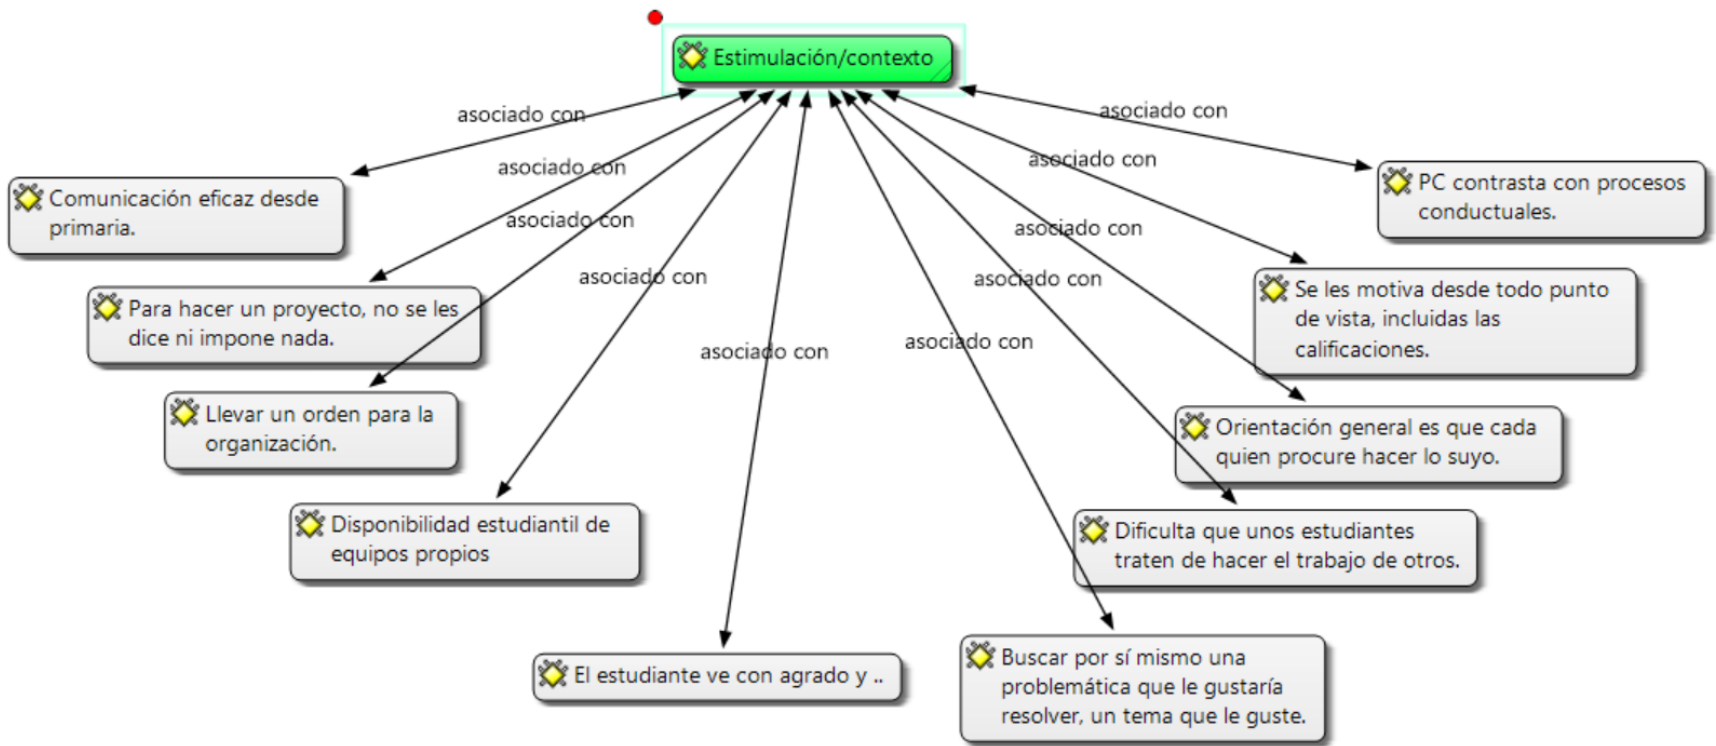 Estimulación/contexto
asociado con
asociado con
asociado con
asociado con
asociado con
asociado con
asociado con
asociado con
asociado con
asociado con
Comunicación eficaz desde
primaria.
PC contrasta con procesos
conductuales.
Para hacer un proyecto, no se les
dice ni impone nada.
Se les motiva desde todo punto
de vista, incluidas las
calificaciones.
Llevar un orden para la
organización.
Orientación general es que cada
quien procure hacer lo suyo.
Disponibilidad estudiantil de
equipos propios
Dificulta que unos estudiantes
traten de hacer el trabajo de otros.
El estudiante ve con agrado y ..
Buscar por sí mismo una
problemática que le gustaría
resolver, un tema que le guste.